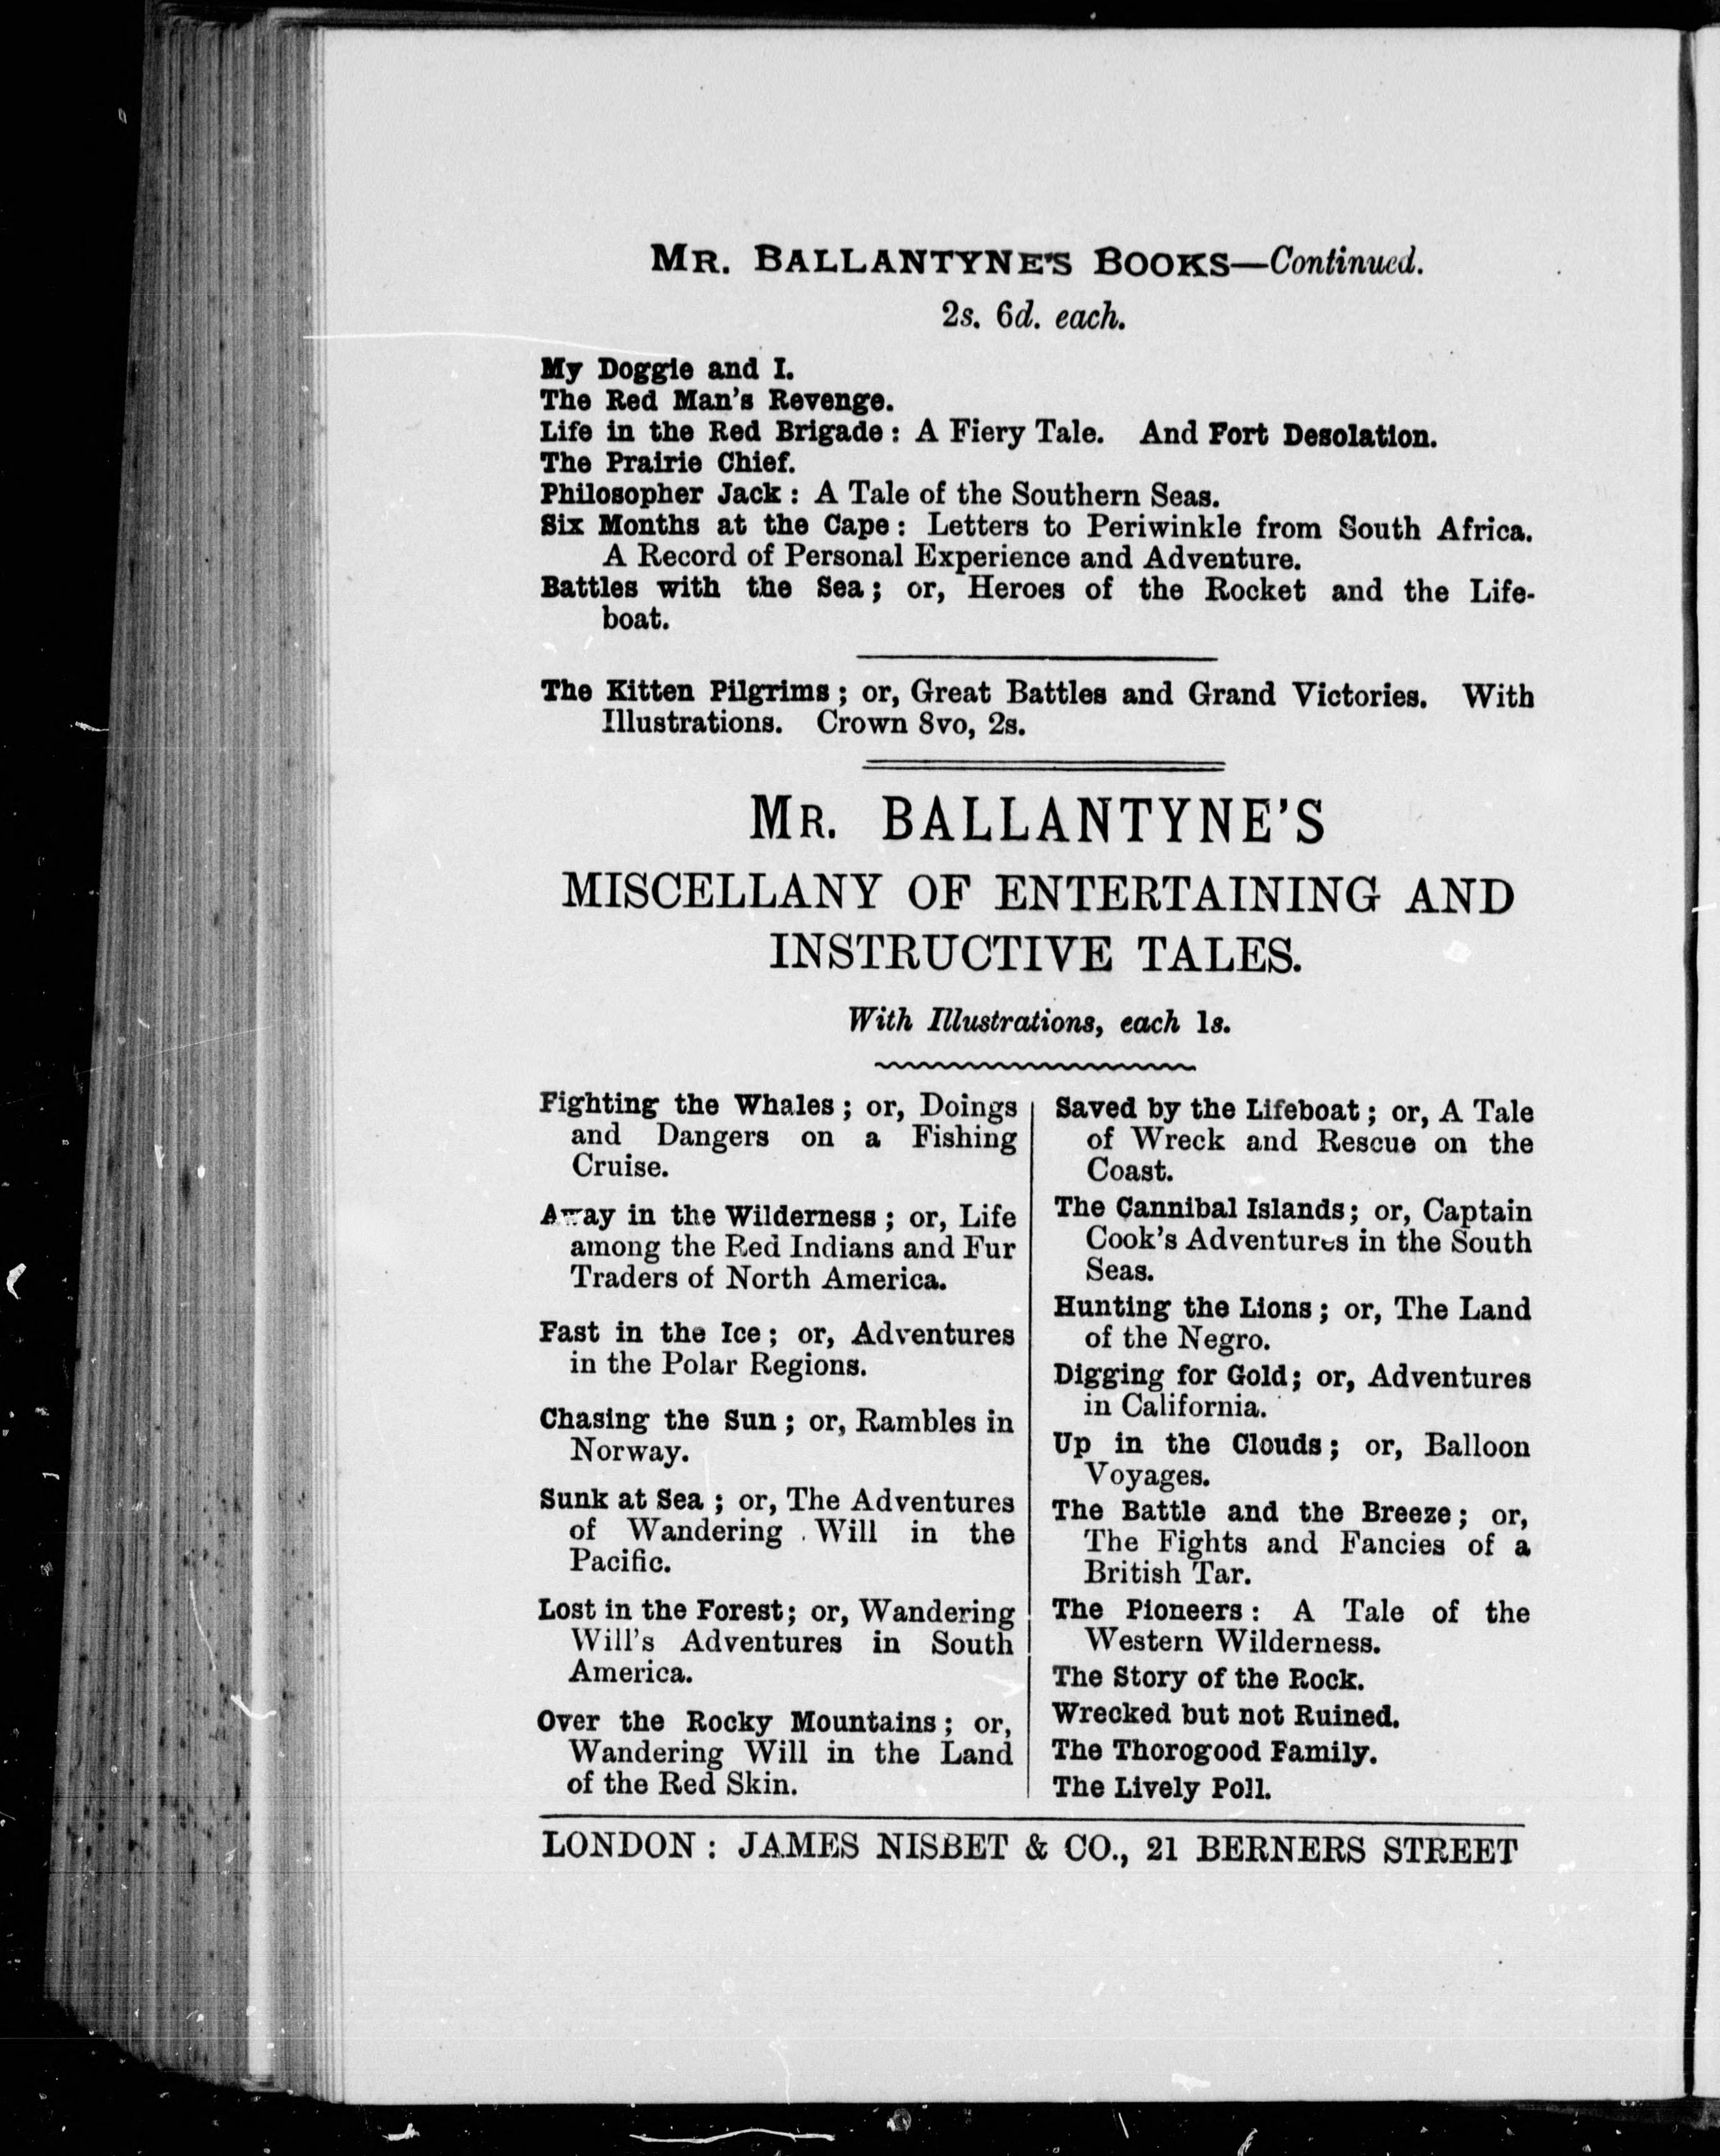 MR. BALLANTYNE'S BOOKS—Continued.
2s. 6d. each.
My Doggie and I.
The Red Man's Revenge.
Life in the Red Brigade: A Fiery Tale. And Fort Desolation.
The Prairie Chief.
Philosopher Jack: A Tale of the Southern Seas.
Six Months at the Cape: Letters to Periwinkle from South Africa.
A Record of Personal Experience and Adventure.
Battles with the Sea; or, Heroes of the Rocket and the Life-
boat.
The Kitten Pilgrims; or, Great Battles and Grand Victories. With
Illustrations. Crown 8vo, 2s.
MR. BALLANTYNE'S
MISCELLANY OF ENTERTAINING AND
INSTRUCTIVE TALES.
With Illustrations, each 1s.
Fighting the Whales; or, Doings
and Dangers on a Fishing
Cruise.
Away in the Wilderness; or, Life
among the Red Indians and Fur
Traders of North America.
Fast in the Ice; or, Adventures
in the Polar Regions.
Chasing the Sun; or, Rambles in
Norway.
Sunk at Sea; or, The Adventures
of Wandering Will in the
Pacific.
Lost in the Forest; or, Wandering
Will's Adventures in South
America.
Over the Rocky Mountains; or,
Wandering Will in the Land
of the Red Skin.
Saved by the Lifeboat; or, A Tale
of Wreck and Rescue on the
Coast.
The Cannibal Islands; or, Captain
Cook's Adventures in the South
Seas.
Hunting the Lions; or, The Land
of the Negro.
Digging for Gold; or, Adventures
in California.
Up in the Clouds; or, Balloon
Voyages.
The Battle and the Breeze; or,
The Fights and Fancies of a
British Tar.
The Pioneers: A Tale of the
Western Wilderness.
The Story of the Rock.
Wrecked but not Ruined.
The Thorogood Family.
The Lively Poll.
LONDON: JAMES NISBET & CO., 21 BERNERS STREET